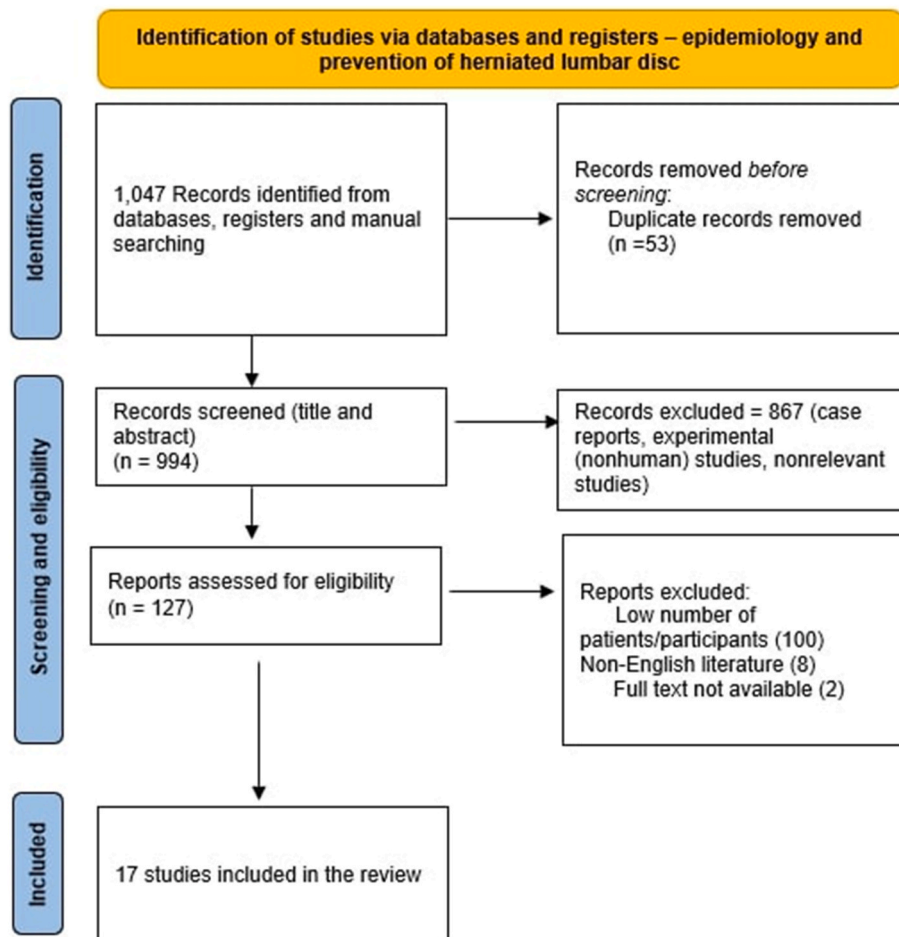 Identification of studies via databases and registers – epidemiology and
prevention of herniated lumbar disc
Identification
1,047 Records identified from
databases, registers and manual
searching
Records removed before
screening:
Duplicate records removed
(n =53)
Screening and eligibility
Records screened (title and
abstract)
(n = 994)
Records excluded = 867 (case
reports, experimental
(nonhuman) studies, nonrelevant
studies)
Reports assessed for eligibility
(n = 127)
Reports excluded:
Low number of
patients/participants (100)
Non-English literature (8)
Full text not available (2)
Included
17 studies included in the review